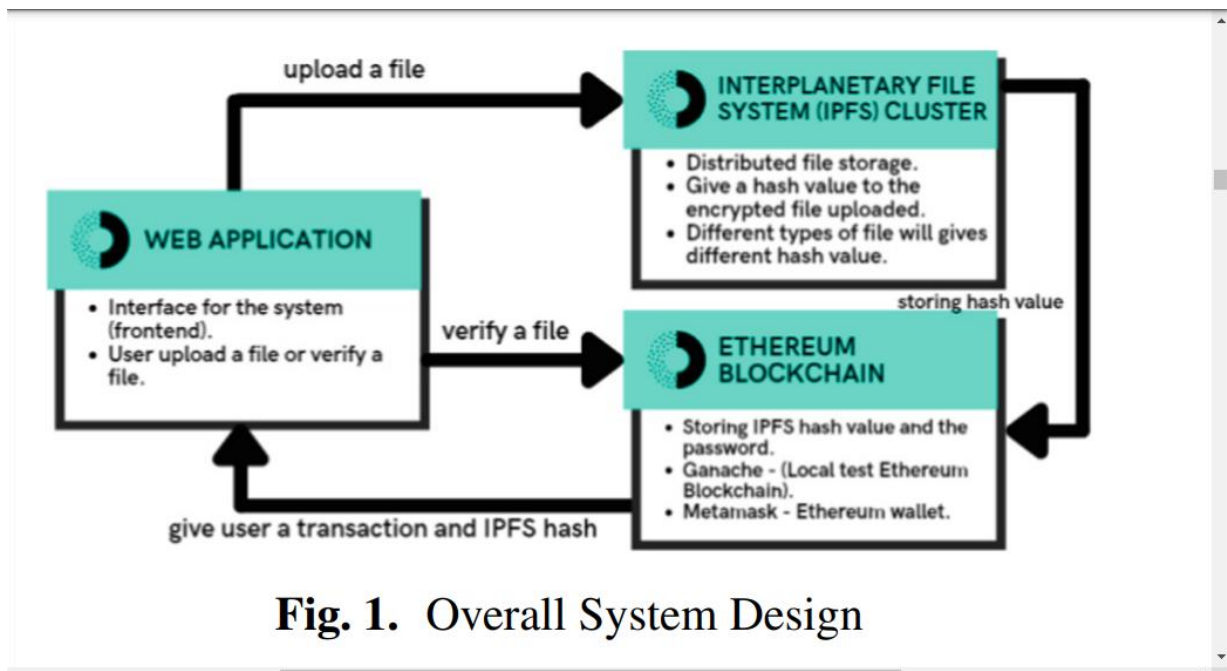 upload a file
INTERPLANETARY FILE
SYSTEM (IPFS) CLUSTER
• Distributed file storage.
• Give a hash value to the
encrypted file uploaded.
• Different types of file will gives
different hash value.
WEB APPLICATION
• Interface for the system
(frontend).
• User upload a file or verify a
file.
storing hash value
verify a file
ETHEREUM
BLOCKCHAIN
• Storing IPFS hash value and the
password.
• Ganache - (Local test Ethereum
Blockchain).
• Metamask - Ethereum wallet.
give user a transaction and IPFS hash
Fig. 1. Overall System Design